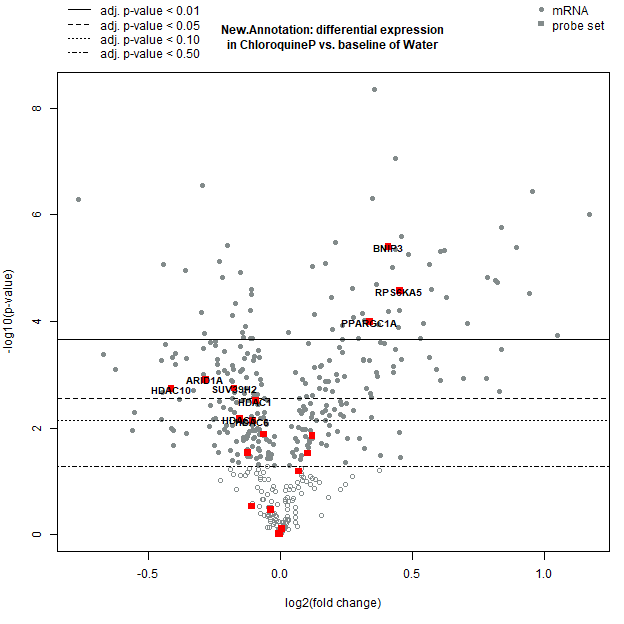 adj. p-value < 0.01
adj. p-value < 0.05
adj. p-value < 0.10
adj. p-value < 0.50
New.Annotation: differential expression
in ChloroquineP vs. baseline of Water
mRNA
probe set
8
6
4
2
0
-log10(p-value)
BNIP3
RPS6KA5
PPARGC1A
ARID1A
HDAC10
SUV39H2
HDAC1
-0.5
0.0
0.5
1.0
log2(fold change)